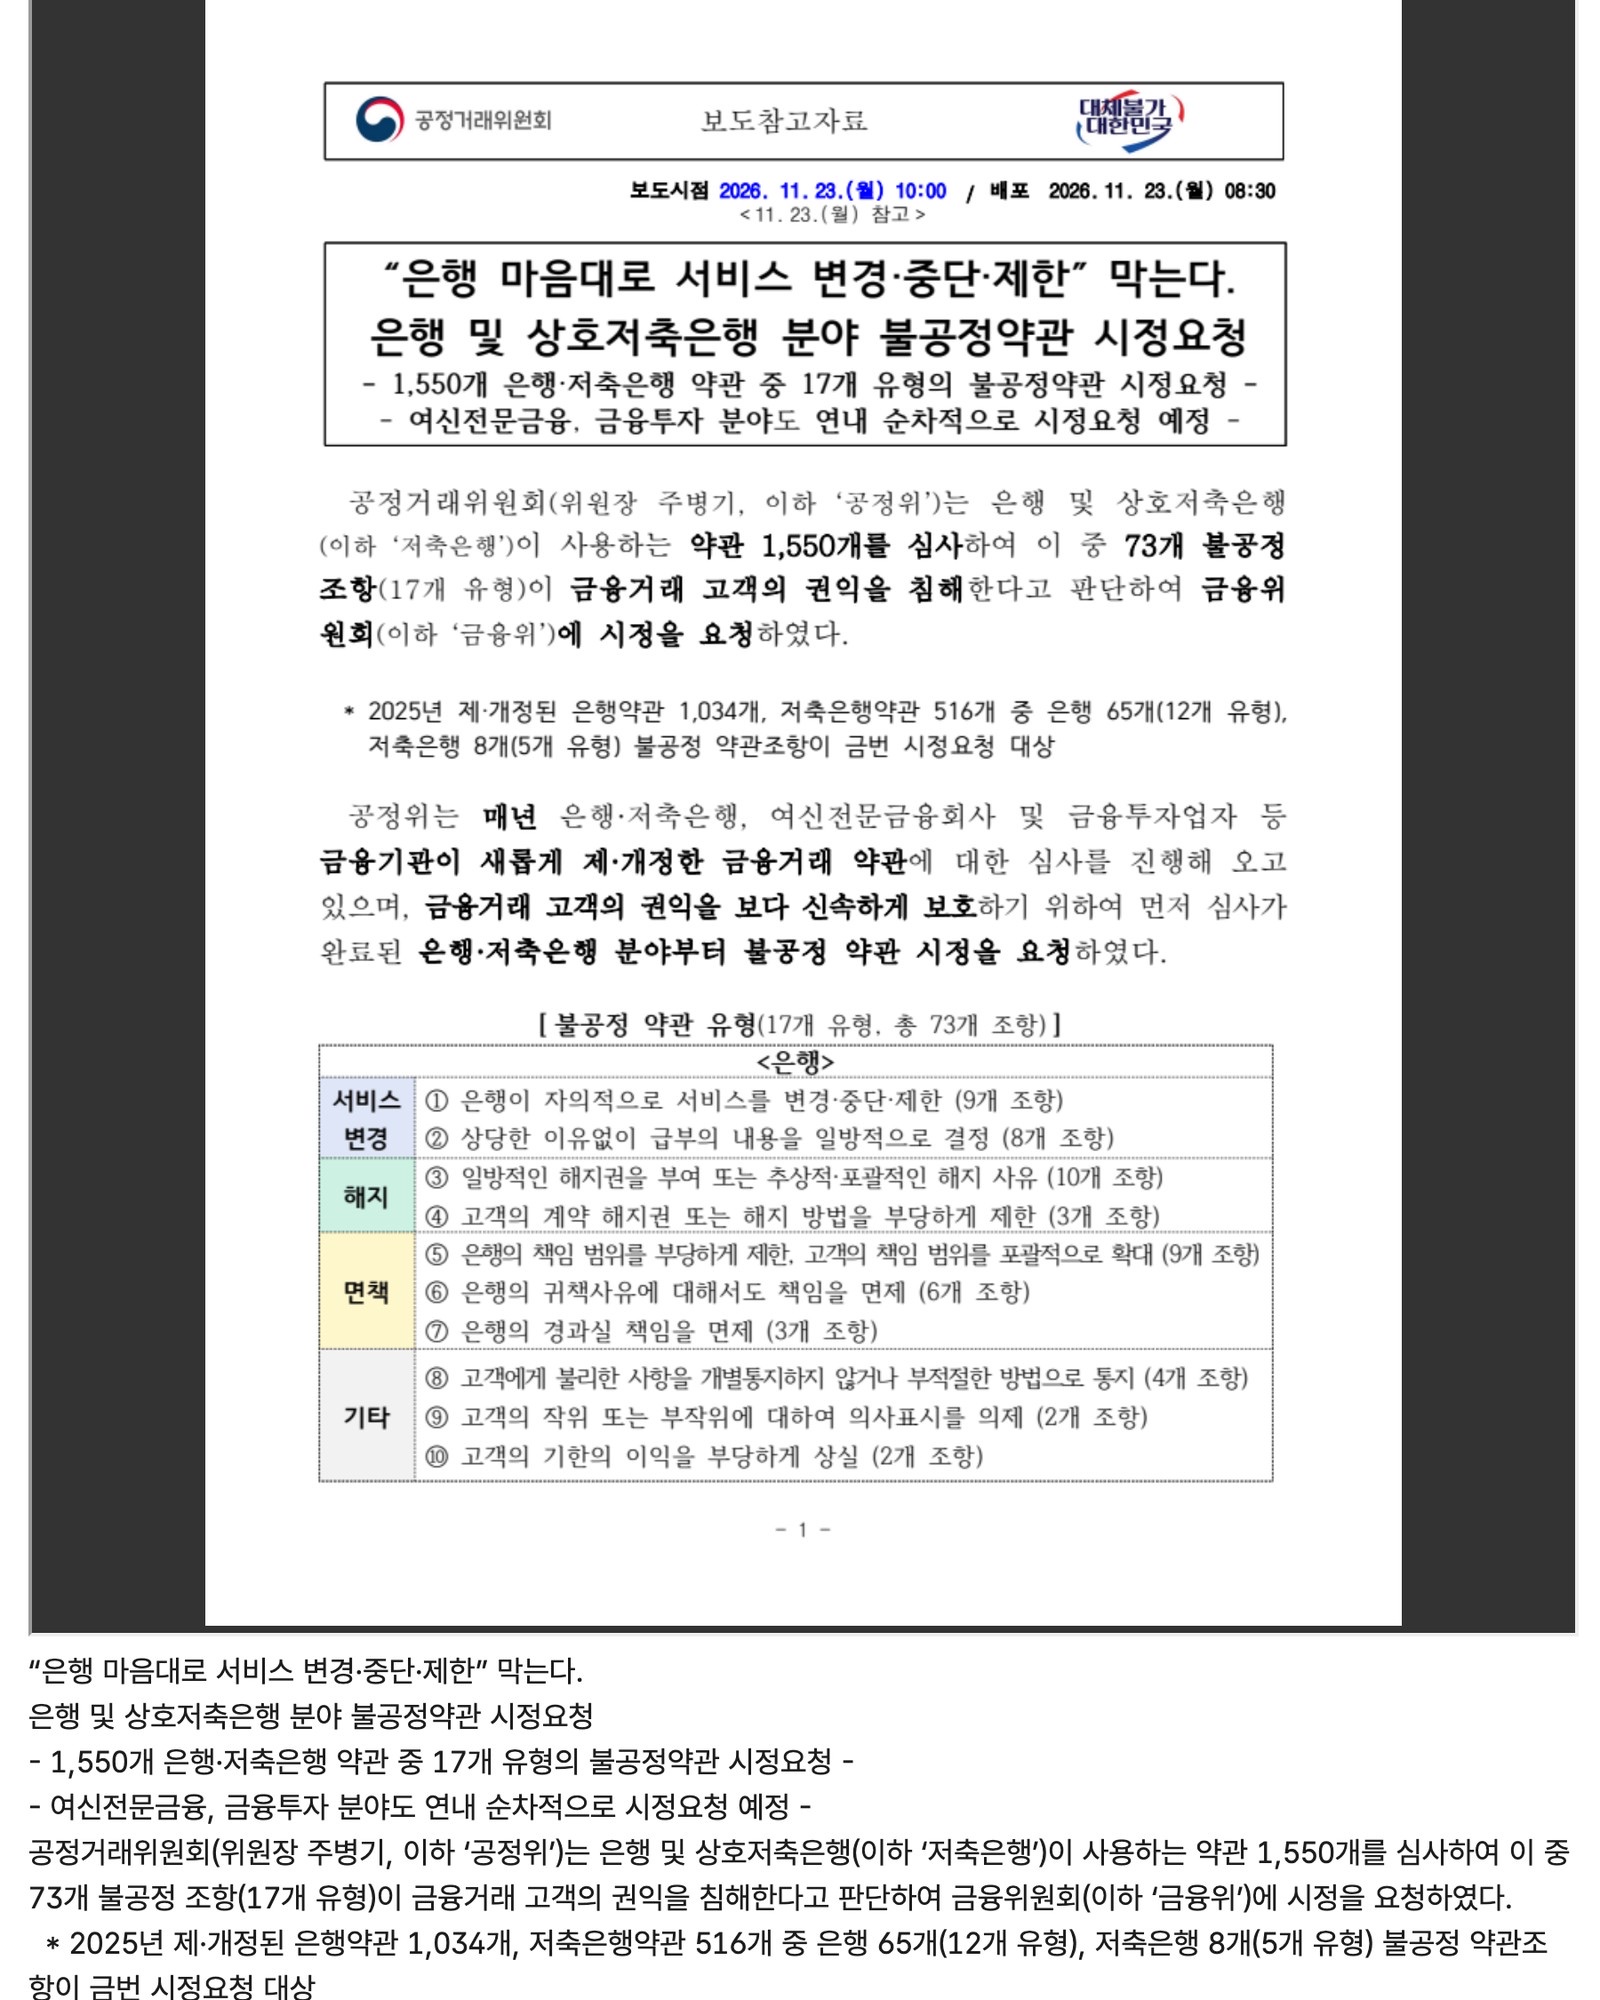 공정거래위원회
보도참고자료
대체불가
대한민국
보도시점 2026. 11. 23.(월) 10:00 / 배포 2026. 11. 23.(월) 08:30
<11. 23.(월) 참고>
“은행 마음대로 서비스 변경·중단·제한” 막는다.
은행 및 상호저축은행 분야 불공정약관 시정요청
- 1,550개 은행·저축은행 약관 중 17개 유형의 불공정약관 시정요청 -
- 여신전문금융, 금융투자 분야도 연내 순차적으로 시정요청 예정 -
공정거래위원회(위원장 주병기, 이하 ‘공정위’)는 은행 및 상호저축은행
(이하 ‘저축은행’)이 사용하는 약관 1,550개를 심사하여 이 중 73개 불공정
조항(17개 유형)이 금융거래 고객의 권익을 침해한다고 판단하여 금융위
원회(이하 ‘금융위’)에 시정을 요청하였다.
* 2025년 제·개정된 은행약관 1,034개, 저축은행약관 516개 중 은행 65개(12개 유형),
저축은행 8개(5개 유형) 불공정 약관조항이 금번 시정요청 대상
공정위는 매년 은행·저축은행, 여신전문금융회사 및 금융투자업자 등
금융기관이 새롭게 제·개정한 금융거래 약관에 대한 심사를 진행해 오고
있으며, 금융거래 고객의 권익을 보다 신속하게 보호하기 위하여 먼저 심사가
완료된 은행·저축은행 분야부터 불공정 약관 시정을 요청하였다.
[ 불공정 약관 유형(17개 유형, 총 73개 조항) ]
<은행>
서비스
변경
① 은행이 자의적으로 서비스를 변경·중단·제한 (9개 조항)
② 상당한 이유없이 급부의 내용을 일방적으로 결정 (8개 조항)
해지
③ 일방적인 해지권을 부여 또는 추상적·포괄적인 해지 사유 (10개 조항)
④ 고객의 계약 해지권 또는 해지 방법을 부당하게 제한 (3개 조항)
면책
⑤ 은행의 책임 범위를 부당하게 제한, 고객의 책임 범위를 포괄적으로 확대 (9개 조항)
⑥ 은행의 귀책사유에 대해서도 책임을 면제 (6개 조항)
⑦ 은행의 경과실 책임을 면제 (3개 조항)
기타
⑧ 고객에게 불리한 사항을 개별통지하지 않거나 부적절한 방법으로 통지 (4개 조항)
⑨ 고객의 작위 또는 부작위에 대하여 의사표시를 의제 (2개 조항)
⑩ 고객의 기한의 이익을 부당하게 상실 (2개 조항)
- 1 -
“은행 마음대로 서비스 변경·중단·제한” 막는다.
은행 및 상호저축은행 분야 불공정약관 시정요청
- 1,550개 은행·저축은행 약관 중 17개 유형의 불공정약관 시정요청 -
- 여신전문금융, 금융투자 분야도 연내 순차적으로 시정요청 예정 -
공정거래위원회(위원장 주병기, 이하 ‘공정위’)는 은행 및 상호저축은행(이하 ‘저축은행’)이 사용하는 약관 1,550개를 심사하여 이 중
73개 불공정 조항(17개 유형)이 금융거래 고객의 권익을 침해한다고 판단하여 금융위원회(이하 ‘금융위’)에 시정을 요청하였다.
* 2025년 제·개정된 은행약관 1,034개, 저축은행약관 516개 중 은행 65개(12개 유형), 저축은행 8개(5개 유형) 불공정 약관조
항이 금번 시정요청 대상